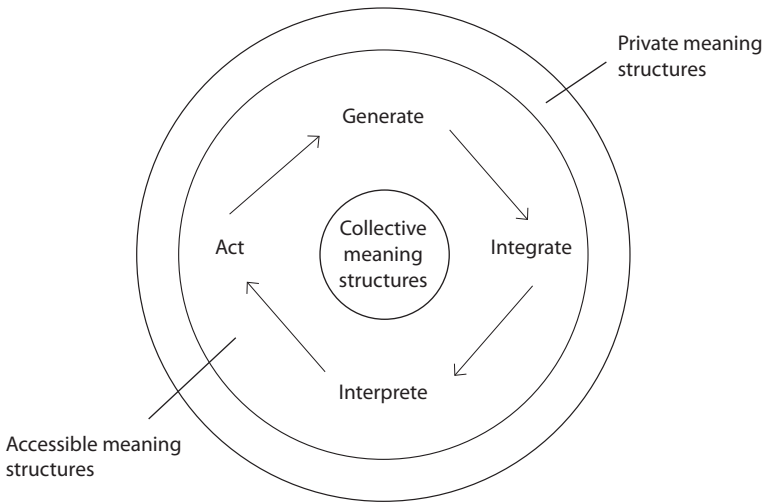 Private meaning
structures
Generate
Collective
meaning
structures
Act
Integrate
Interprete
Accessible meaning
structures